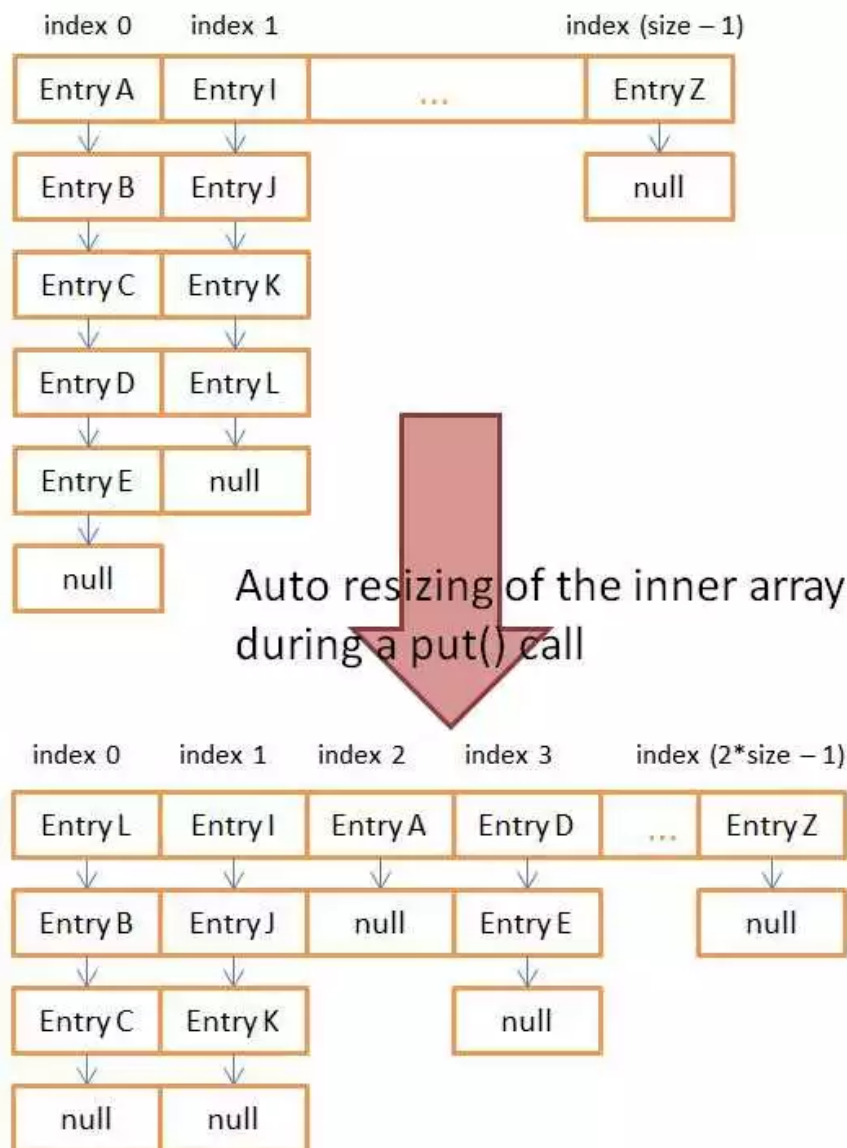 index 0 index 1 index (size – 1)
Entry A Entry I ... Entry Z
Entry B Entry J null
Entry C Entry K
Entry D Entry L
Entry E null
null
Auto resizing of the inner array
during a put() call
index 0 index 1 index 2 index 3 index (2*size – 1)
Entry L Entry I Entry A Entry D ... Entry Z
Entry B Entry J null Entry E null
Entry C Entry K null
null null